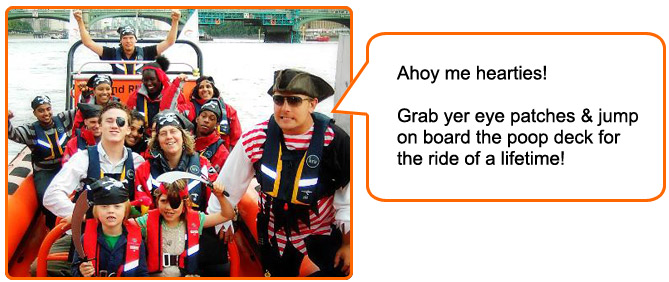 Ahoy me hearties!
Grab yer eye patches & jump
on board the poop deck for
the ride of a lifetime!